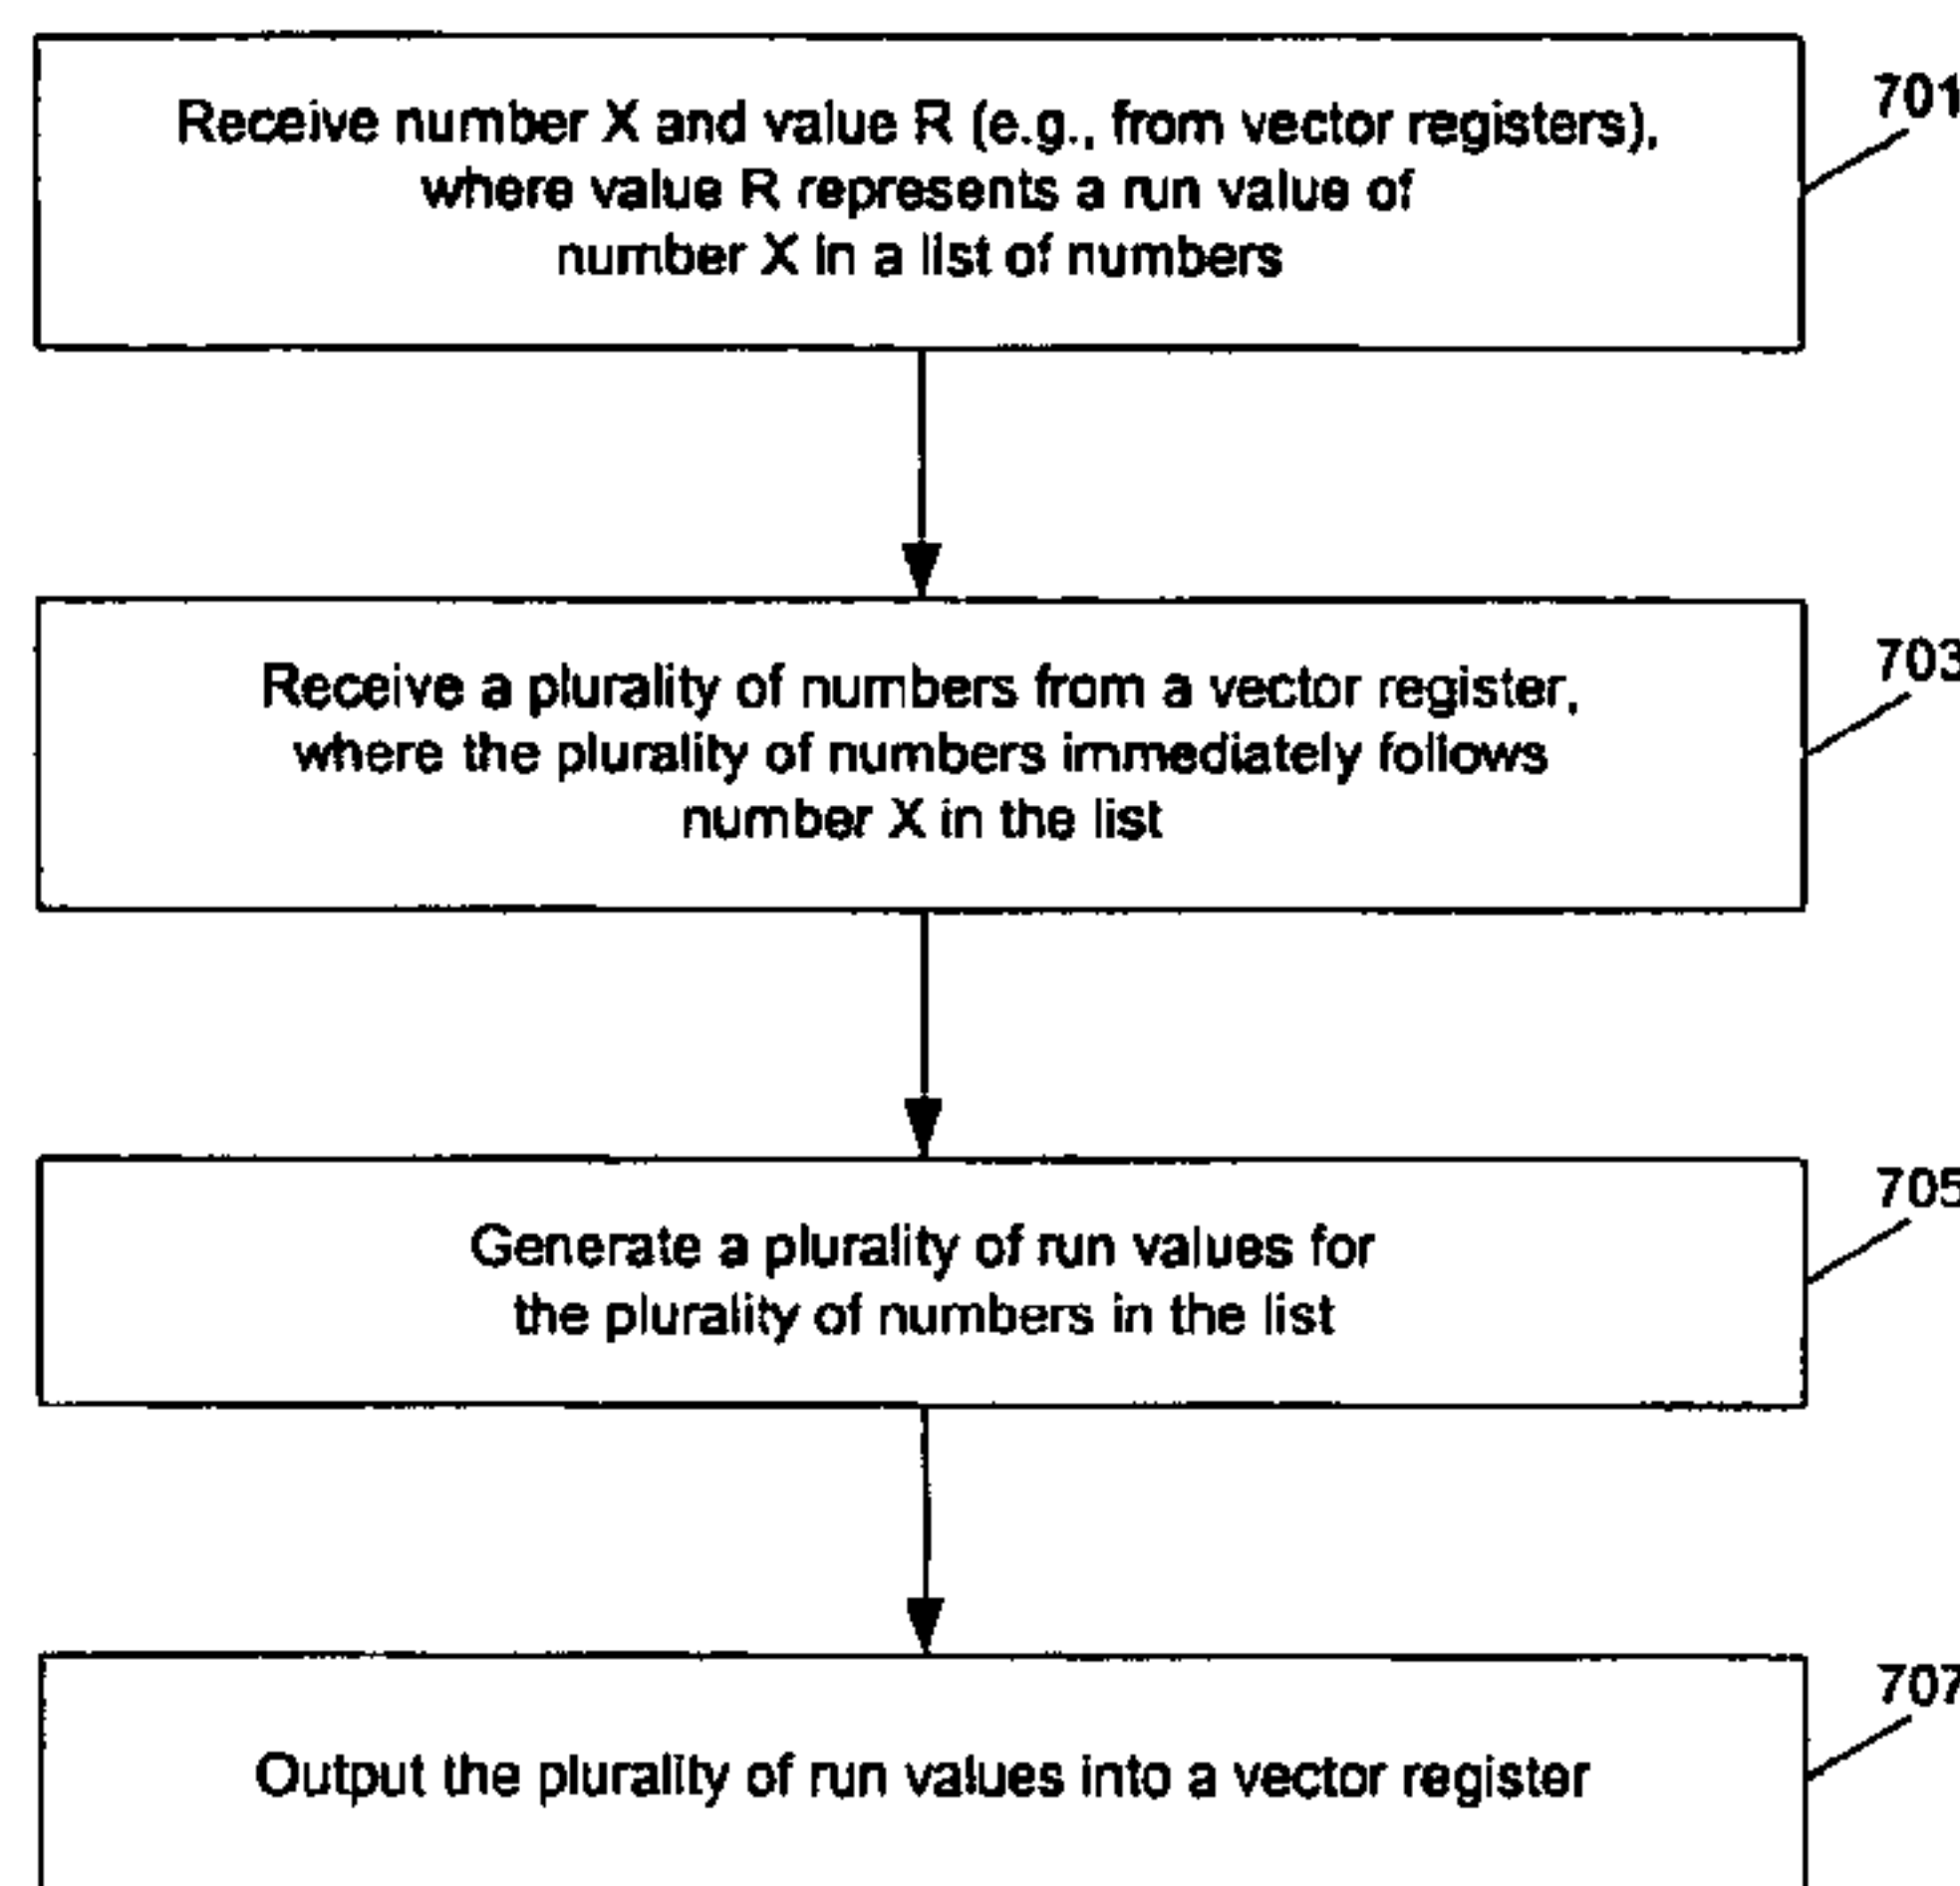 Receive number X and value R (e.g., from vector registers),
where value R represents a run value of
number X in a list of numbers
701
Receive a plurality of numbers from a vector register,
where the plurality of numbers immediately follows
number X in the list
703
Generate a plurality of run values for
the plurality of numbers in the list
705
Output the plurality of run values into a vector register
707